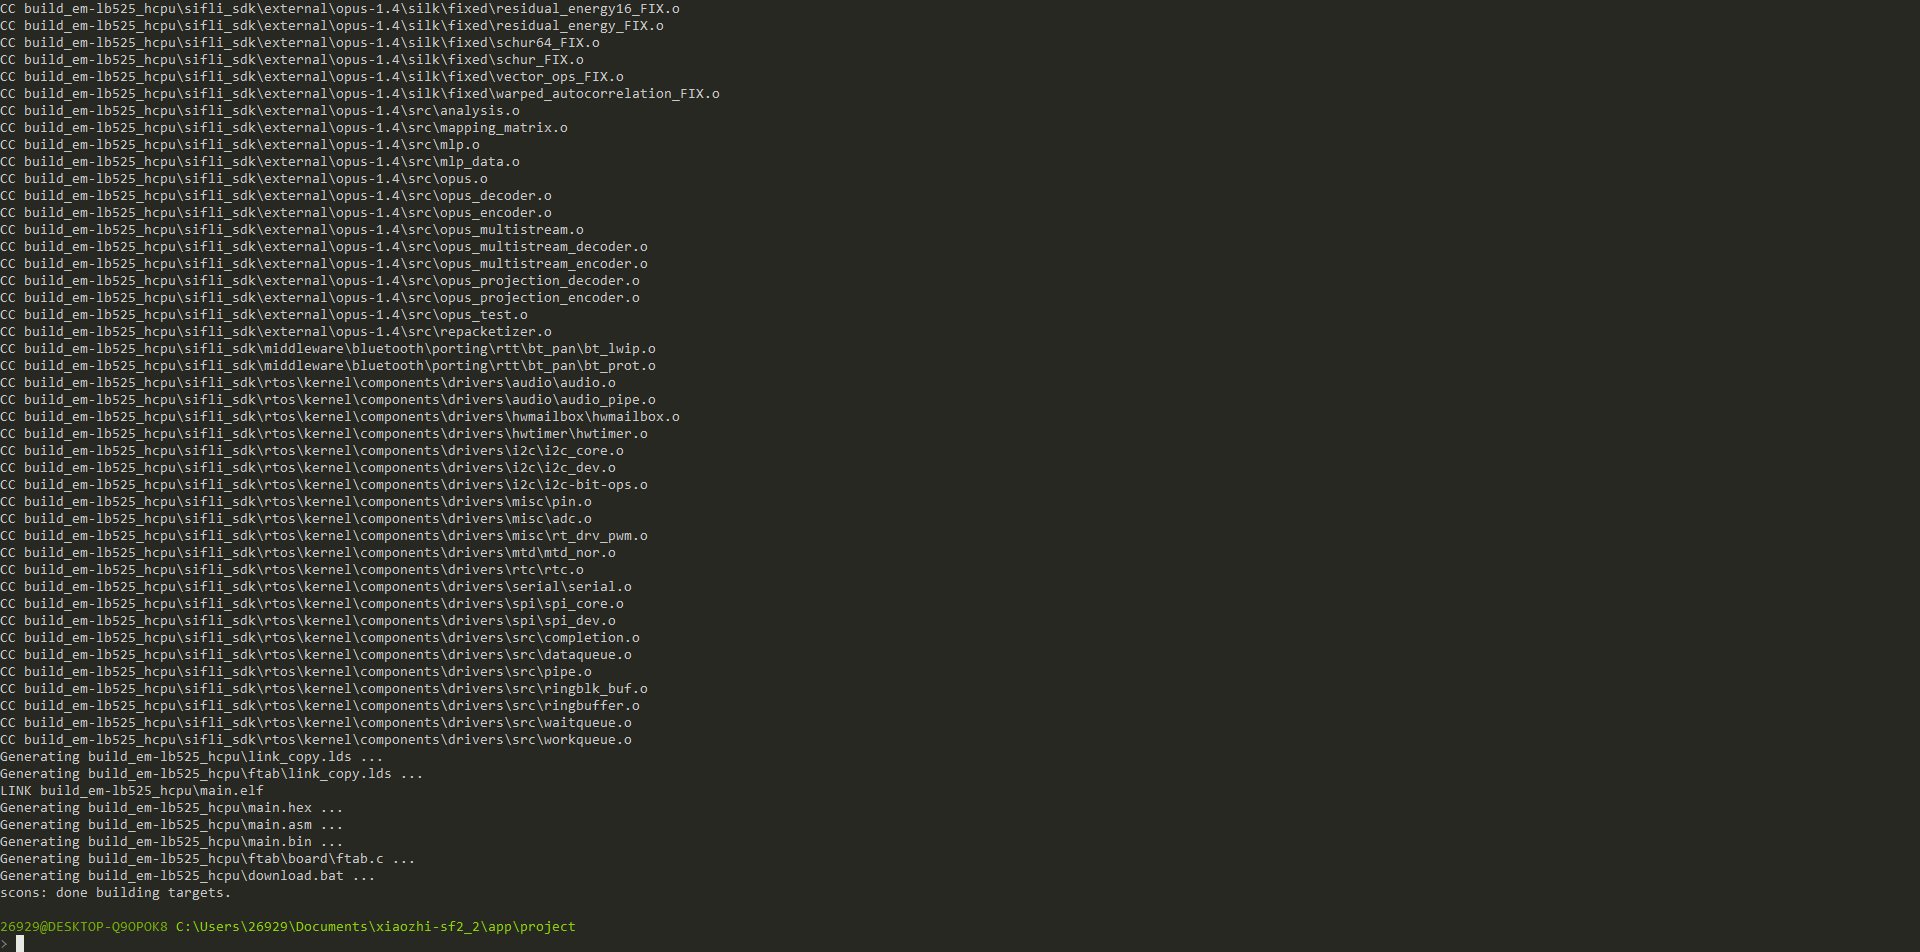 CC build_em-lb525_hcpu\sifli_sdk\external\opus-1.4\silk\fixed\residual_energy16_FIX.o
CC build_em-lb525_hcpu\sifli_sdk\external\opus-1.4\silk\fixed\residual_energy_FIX.o
CC build_em-lb525_hcpu\sifli_sdk\external\opus-1.4\silk\fixed\schur64_FIX.o
CC build_em-lb525_hcpu\sifli_sdk\external\opus-1.4\silk\fixed\schur_FIX.o
CC build_em-lb525_hcpu\sifli_sdk\external\opus-1.4\silk\fixed\vector_ops_FIX.o
CC build_em-lb525_hcpu\sifli_sdk\external\opus-1.4\silk\fixed\warped_autocorrelation_FIX.o
CC build_em-lb525_hcpu\sifli_sdk\external\opus-1.4\src\analysis.o
CC build_em-lb525_hcpu\sifli_sdk\external\opus-1.4\src\mapping_matrix.o
CC build_em-lb525_hcpu\sifli_sdk\external\opus-1.4\src\mlp.o
CC build_em-lb525_hcpu\sifli_sdk\external\opus-1.4\src\mlp_data.o
CC build_em-lb525_hcpu\sifli_sdk\external\opus-1.4\src\opus.o
CC build_em-lb525_hcpu\sifli_sdk\external\opus-1.4\src\opus_decoder.o
CC build_em-lb525_hcpu\sifli_sdk\external\opus-1.4\src\opus_encoder.o
CC build_em-lb525_hcpu\sifli_sdk\external\opus-1.4\src\opus_multistream.o
CC build_em-lb525_hcpu\sifli_sdk\external\opus-1.4\src\opus_multistream_decoder.o
CC build_em-lb525_hcpu\sifli_sdk\external\opus-1.4\src\opus_multistream_encoder.o
CC build_em-lb525_hcpu\sifli_sdk\external\opus-1.4\src\opus_projection_decoder.o
CC build_em-lb525_hcpu\sifli_sdk\external\opus-1.4\src\opus_projection_encoder.o
CC build_em-lb525_hcpu\sifli_sdk\external\opus-1.4\src\opus_test.o
CC build_em-lb525_hcpu\sifli_sdk\external\opus-1.4\src\repacketizer.o
CC build_em-lb525_hcpu\sifli_sdk\middleware\bluetooth\porting\rtt\bt_pan\bt_lwip.o
CC build_em-lb525_hcpu\sifli_sdk\middleware\bluetooth\porting\rtt\bt_pan\bt_prot.o
CC build_em-lb525_hcpu\sifli_sdk\rtos\kernel\components\drivers\audio\audio.o
CC build_em-lb525_hcpu\sifli_sdk\rtos\kernel\components\drivers\audio\audio_pipe.o
CC build_em-lb525_hcpu\sifli_sdk\rtos\kernel\components\drivers\hwmailbox\hwmailbox.o
CC build_em-lb525_hcpu\sifli_sdk\rtos\kernel\components\drivers\hwtimer\hwtimer.o
CC build_em-lb525_hcpu\sifli_sdk\rtos\kernel\components\drivers\i2c\i2c_core.o
CC build_em-lb525_hcpu\sifli_sdk\rtos\kernel\components\drivers\i2c\i2c_dev.o
CC build_em-lb525_hcpu\sifli_sdk\rtos\kernel\components\drivers\i2c\i2c-bit-ops.o
CC build_em-lb525_hcpu\sifli_sdk\rtos\kernel\components\drivers\misc\pin.o
CC build_em-lb525_hcpu\sifli_sdk\rtos\kernel\components\drivers\misc\adc.o
CC build_em-lb525_hcpu\sifli_sdk\rtos\kernel\components\drivers\misc\rt_drv_pwm.o
CC build_em-lb525_hcpu\sifli_sdk\rtos\kernel\components\drivers\mtd\mtd_nor.o
CC build_em-lb525_hcpu\sifli_sdk\rtos\kernel\components\drivers\rtc\rtc.o
CC build_em-lb525_hcpu\sifli_sdk\rtos\kernel\components\drivers\serial\serial.o
CC build_em-lb525_hcpu\sifli_sdk\rtos\kernel\components\drivers\spi\spi_core.o
CC build_em-lb525_hcpu\sifli_sdk\rtos\kernel\components\drivers\spi\spi_dev.o
CC build_em-lb525_hcpu\sifli_sdk\rtos\kernel\components\drivers\src\completion.o
CC build_em-lb525_hcpu\sifli_sdk\rtos\kernel\components\drivers\src\dataqueue.o
CC build_em-lb525_hcpu\sifli_sdk\rtos\kernel\components\drivers\src\pipe.o
CC build_em-lb525_hcpu\sifli_sdk\rtos\kernel\components\drivers\src\ringblk_buf.o
CC build_em-lb525_hcpu\sifli_sdk\rtos\kernel\components\drivers\src\ringbuffer.o
CC build_em-lb525_hcpu\sifli_sdk\rtos\kernel\components\drivers\src\waitqueue.o
CC build_em-lb525_hcpu\sifli_sdk\rtos\kernel\components\drivers\src\workqueue.o
Generating build_em-lb525_hcpu\link_copy.lds ...
Generating build_em-lb525_hcpu\ftab\link_copy.lds ...
LINK build_em-lb525_hcpu\main.elf
Generating build_em-lb525_hcpu\main.hex ...
Generating build_em-lb525_hcpu\main.asm ...
Generating build_em-lb525_hcpu\main.bin ...
Generating build_em-lb525_hcpu\ftab\board\ftab.c ...
Generating build_em-lb525_hcpu\download.bat ...
scons: done building targets.
26929@DESKTOP-Q9OPOK8 C:\Users\26929\Documents\xiaozhi-sf2_2\app\project
>